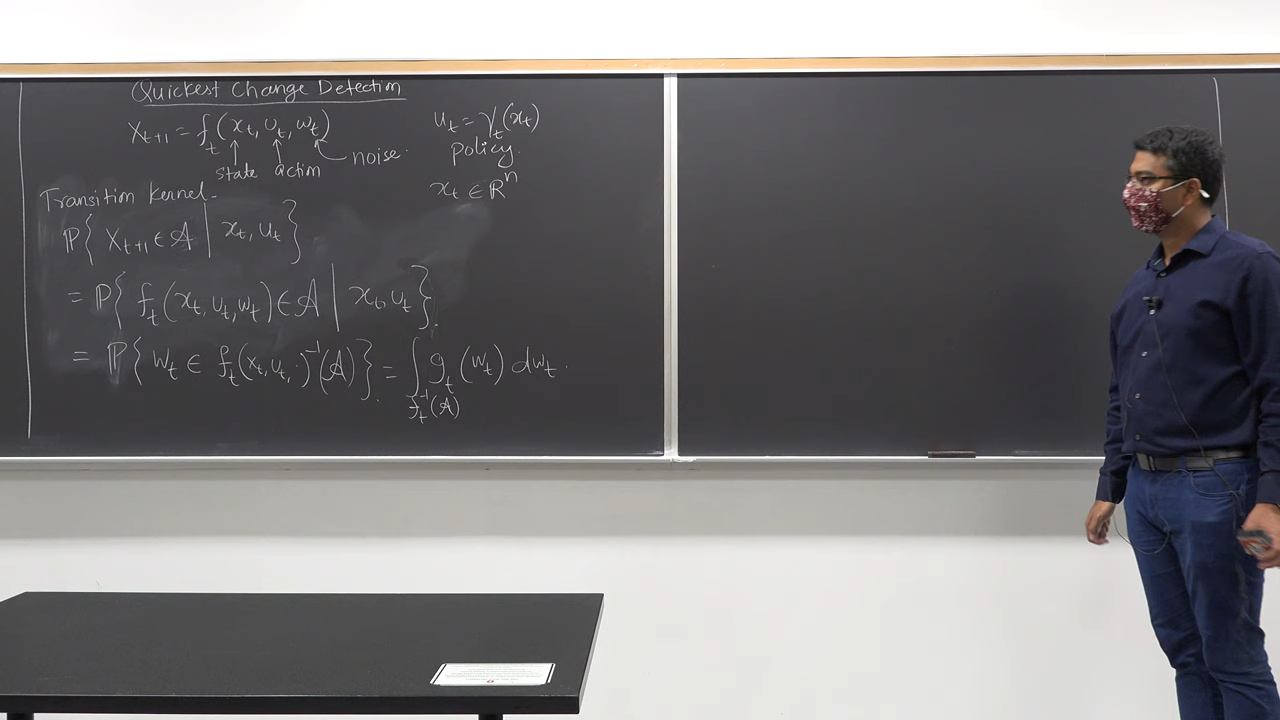 Quickest Change Detection
X_{t+1} = f_t(x_t, u_t, w_t)
state action noise.
u_t = γ_t(x_t)
policy.
x_t ∈ ℝ^n
Transition Kernel.
ℙ{ X_{t+1} ∈ 𝔸 | x_t, u_t }
= ℙ{ f_t(x_t, u_t, w_t) ∈ 𝔸 | x_t, u_t }.
= ℙ{ w_t ∈ f_t(x_t, u_t, ·)^{-1}(𝔸) } = ∫_{f_t^{-1}(𝔸)} g_t(w_t) dw_t.